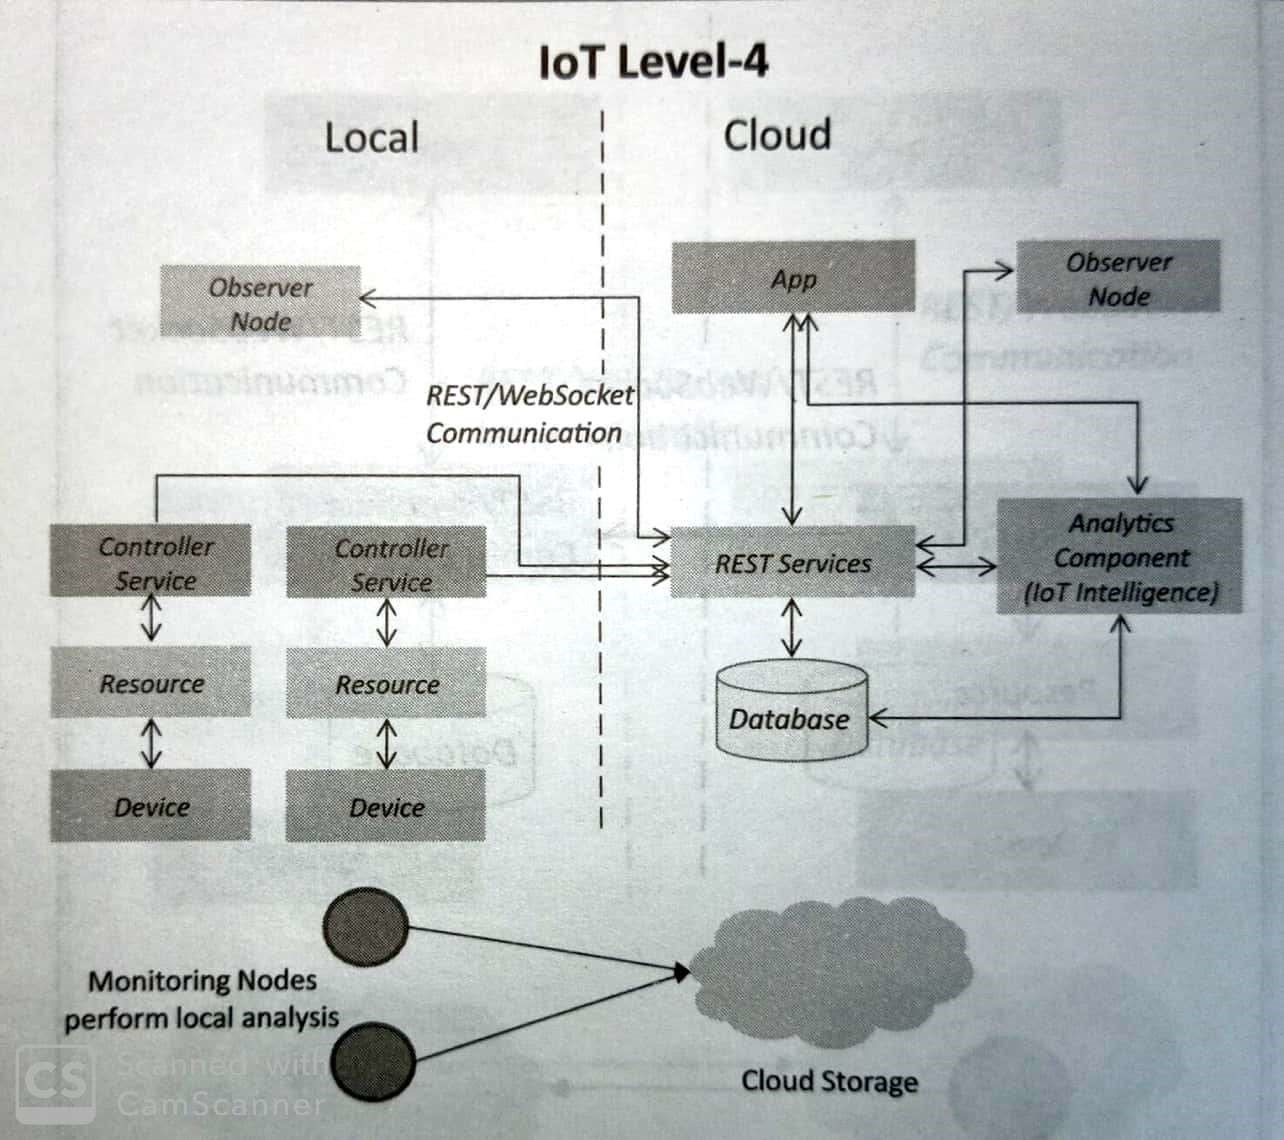 IoT Level-4
Local
Cloud
Observer
Node
App
Observer
Node
REST/WebSocket
Communication
Controller
Service
Controller
Service
REST Services
Analytics
Component
(IoT Intelligence)
Resource
Resource
Database
Device
Device
Monitoring Nodes
perform local analysis
Cloud Storage
CS
Scanned with
CamScanner